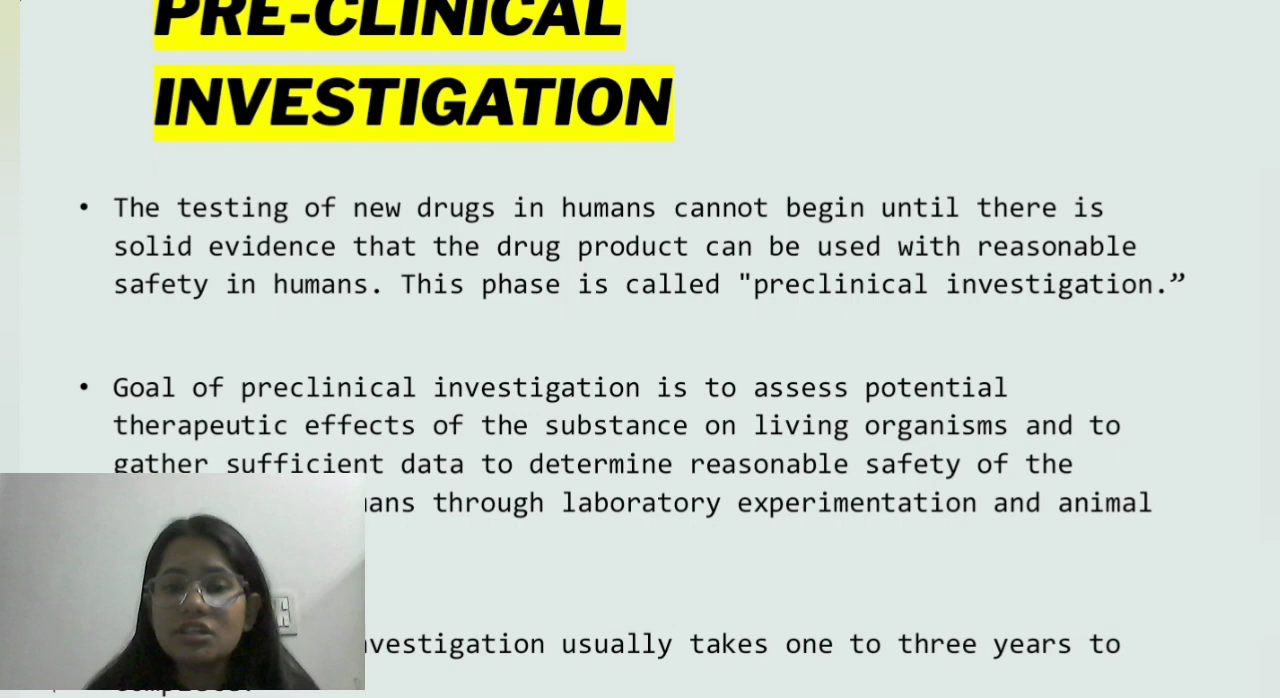 PRE-CLINICAL
INVESTIGATION
• The testing of new drugs in humans cannot begin until there is
solid evidence that the drug product can be used with reasonable
safety in humans. This phase is called "preclinical investigation.”
• Goal of preclinical investigation is to assess potential
therapeutic effects of the substance on living organisms and to
gather sufficient data to determine reasonable safety of the
through laboratory experimentation and animal
usually takes one to three years to